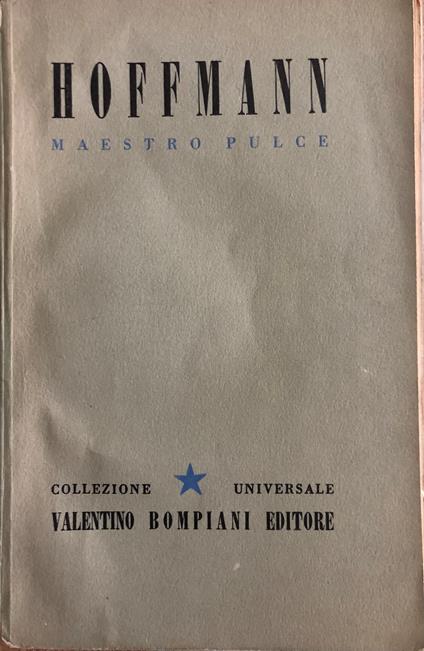 HOFFMANN
MAESTRO PULCE
COLLEZIONE UNIVERSALE
VALENTINO BOMPIANI EDITORE